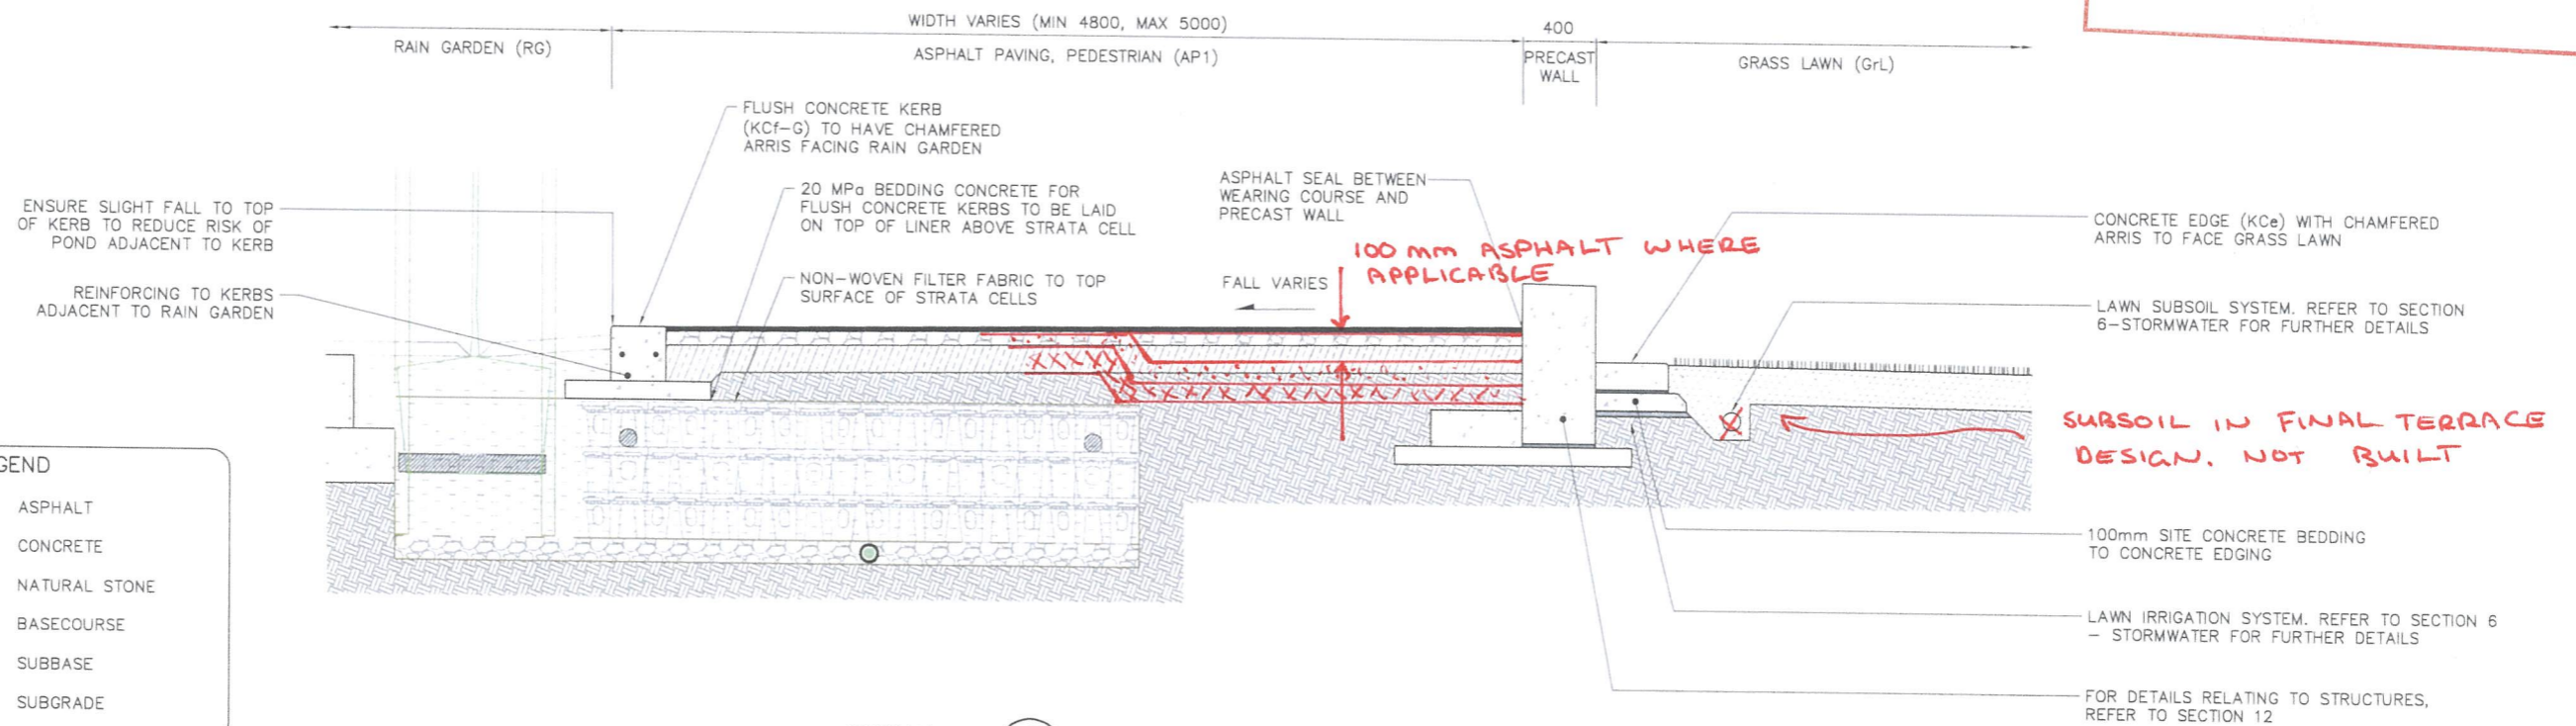 WIDTH VARIES (MIN 4800, MAX 5000)
400
RAIN GARDEN (RG)
ASPHALT PAVING, PEDESTRIAN (AP1)
PRECAST
WALL
GRASS LAWN (GrL)
FLUSH CONCRETE KERB
(KCf-G) TO HAVE CHAMFERED
ARRIS FACING RAIN GARDEN
20 MPa BEDDING CONCRETE FOR
FLUSH CONCRETE KERBS TO BE LAID
ON TOP OF LINER ABOVE STRATA CELL
ASPHALT SEAL BETWEEN
WEARING COURSE AND
PRECAST WALL
ENSURE SLIGHT FALL TO TOP
OF KERB TO REDUCE RISK OF
POND ADJACENT TO KERB
CONCRETE EDGE (KCe) WITH CHAMFERED
ARRIS TO FACE GRASS LAWN
100 mm ASPHALT WHERE
APPLICABLE
NON-WOVEN FILTER FABRIC TO TOP
SURFACE OF STRATA CELLS
FALL VARIES
REINFORCING TO KERBS
ADJACENT TO RAIN GARDEN
LAWN SUBSOIL SYSTEM. REFER TO SECTION
6-STORMWATER FOR FURTHER DETAILS
SUBSOIL IN FINAL TERRACE
DESIGN. NOT BUILT
GEND
ASPHALT
CONCRETE
NATURAL STONE
BASECOURSE
SUBBASE
SUBGRADE
100mm SITE CONCRETE BEDDING
TO CONCRETE EDGING
LAWN IRRIGATION SYSTEM. REFER TO SECTION 6
- STORMWATER FOR FURTHER DETAILS
FOR DETAILS RELATING TO STRUCTURES,
REFER TO SECTION 12